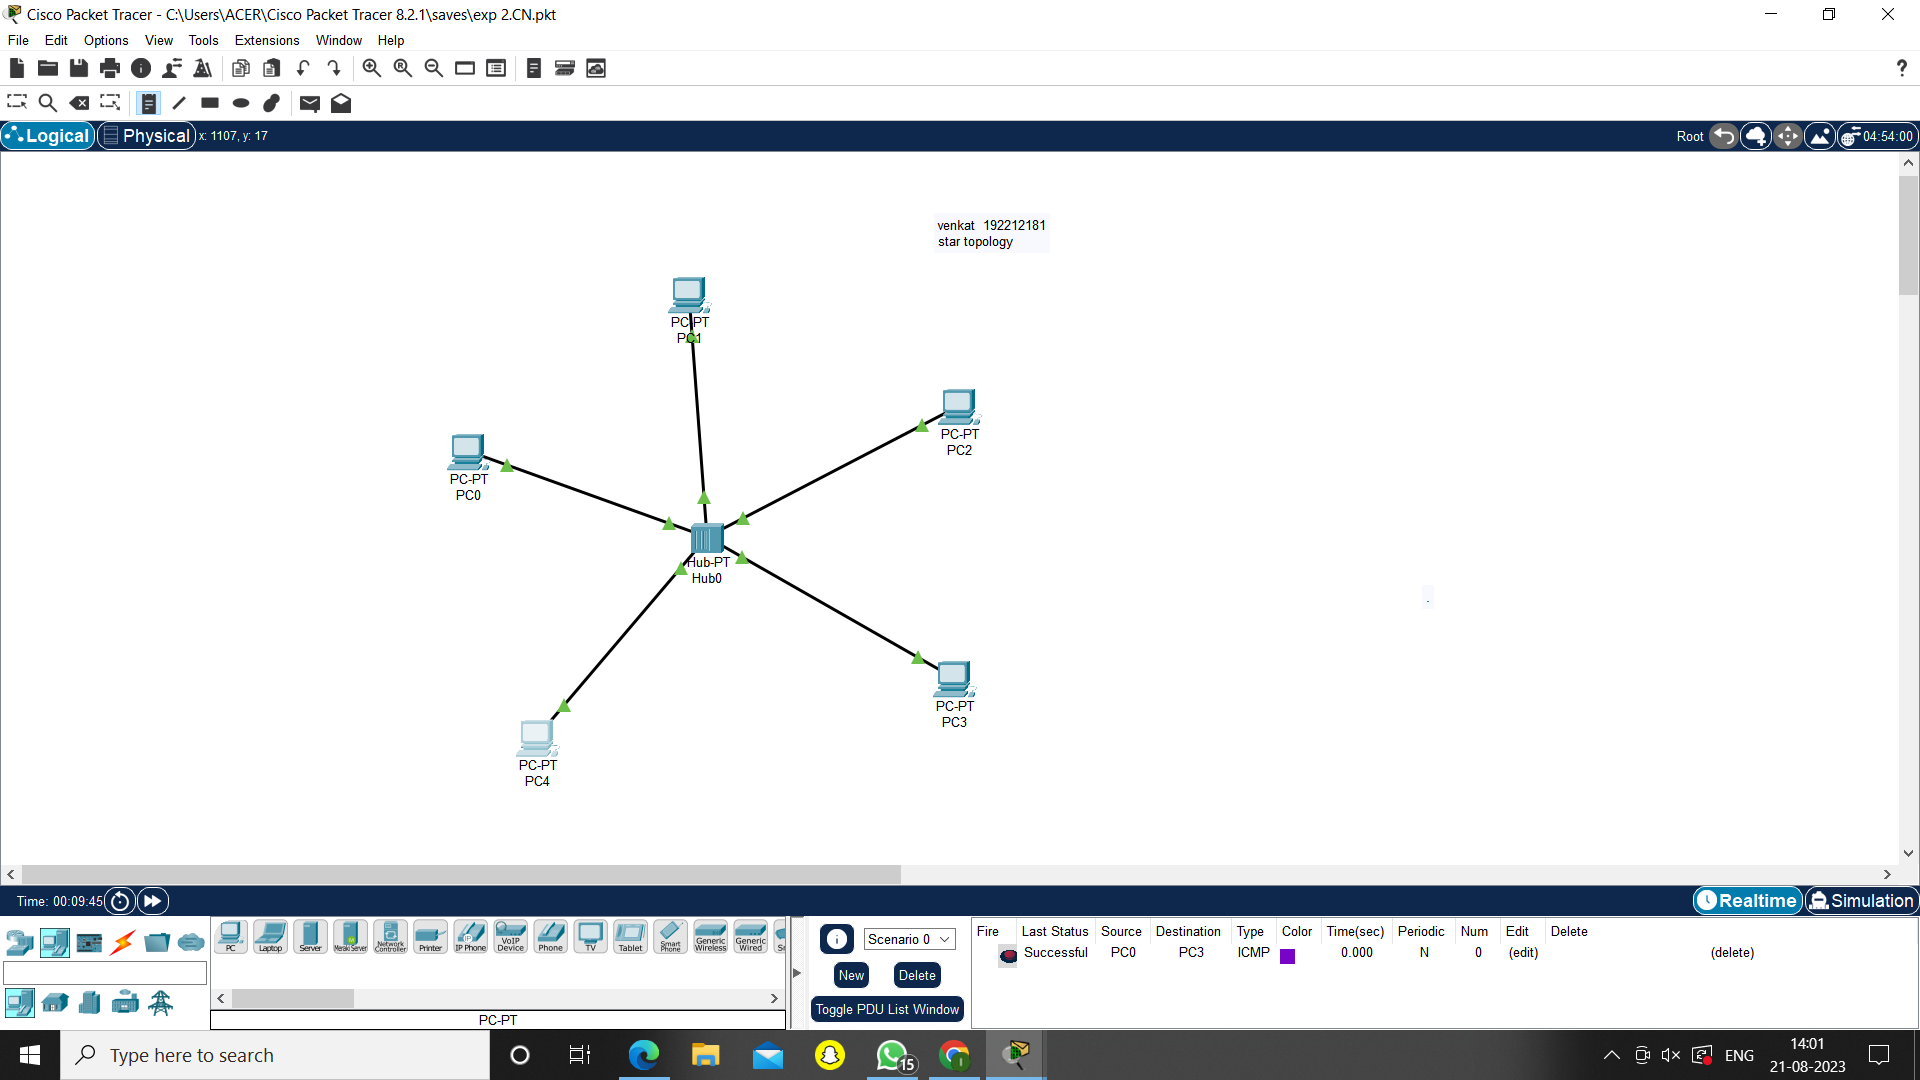 Cisco Packet Tracer - C:\Users\ACER\Cisco Packet Tracer 8.2.1\saves\exp 2.CN.pkt
File Edit Options View Tools Extensions Window Help
Logical Physical x: 1107, y: 17 Root 04:54:00
venkat 192212181
star topology
PC-PT
PC1
PC-PT
PC2
PC-PT
PC0
Hub-PT
Hub0
PC-PT
PC3
PC-PT
PC4
.
Time: 00:09:45 Realtime Simulation
PC Laptop Server Meraki Server Network Controller Printer IP Phone VoIP Device Phone TV Tablet Smart Phone Generic Wireless Generic Wired
PC-PT
Scenario 0
New Delete
Toggle PDU List Window
Fire Last Status Source Destination Type Color Time(sec) Periodic Num Edit Delete
Successful PC0 PC3 ICMP 0.000 N 0 (edit) (delete)
Type here to search
15
ENG
14:01
21-08-2023